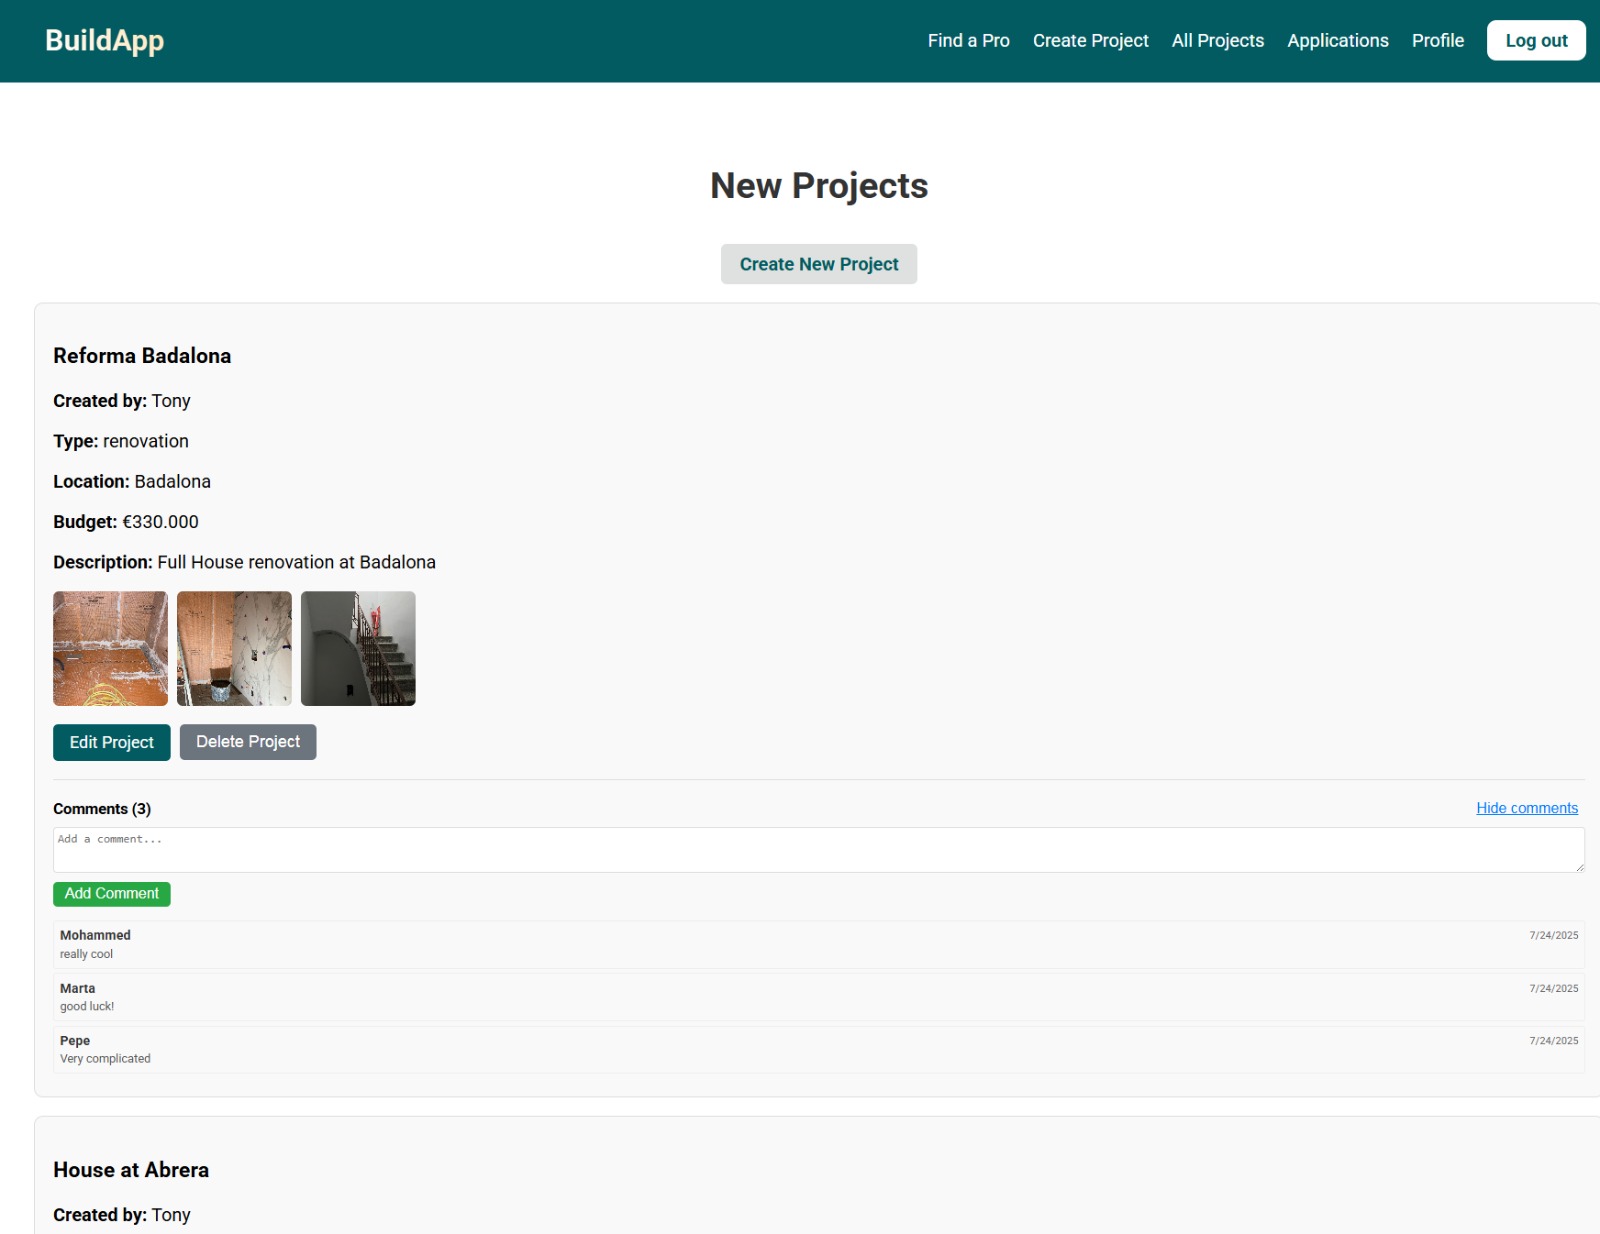 BuildApp
Find a Pro Create Project All Projects Applications Profile Log out
New Projects
Create New Project
Reforma Badalona
Created by: Tony
Type: renovation
Location: Badalona
Budget: €330.000
Description: Full House renovation at Badalona
Edit Project Delete Project
Comments (3) Hide comments
Add a comment...
Add Comment
Mohammed 7/24/2025
really cool
Marta 7/24/2025
good luck!
Pepe 7/24/2025
Very complicated
House at Abrera
Created by: Tony